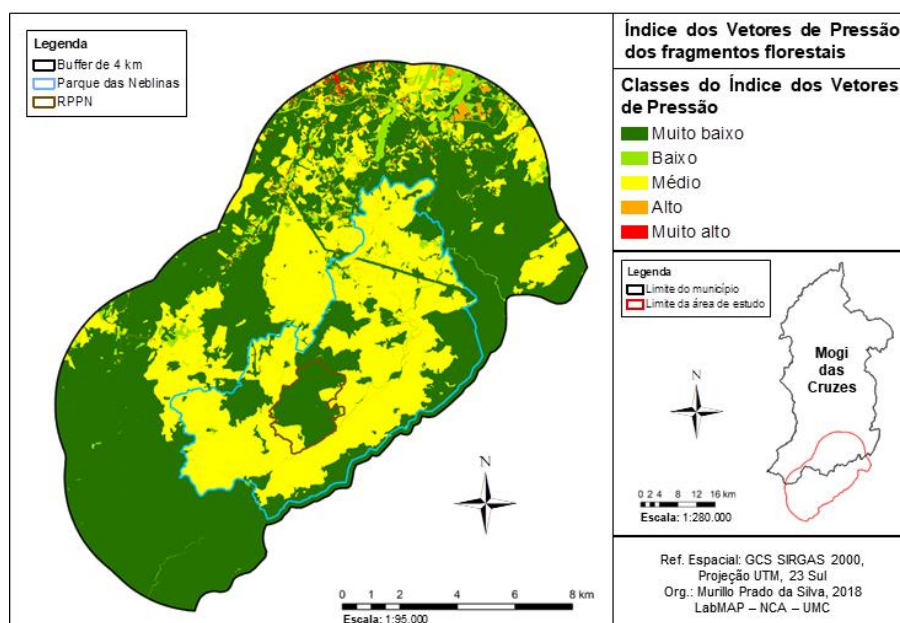 Legenda
Buffer de 4 km
Parque das Neblinas
RPPN
N
0 2 4 6 8 km
Escala: 1:95.000
Índice dos Vetores de Pressão
dos fragmentos florestais
Classes do Índice dos Vetores
de Pressão
Muito baixo
Baixo
Médio
Alto
Muito alto
Legenda
Limite do município
Limite da área de estudo
Mogi
das
Cruzes
N
0 2 4 8 12 16 km
Escala: 1:280.000
Ref. Espacial: GCS SIRGAS 2000,
Projeção UTM, 23 Sul
Org.: Murillo Prado da Silva, 2018
LabMAP – NCA – UMC